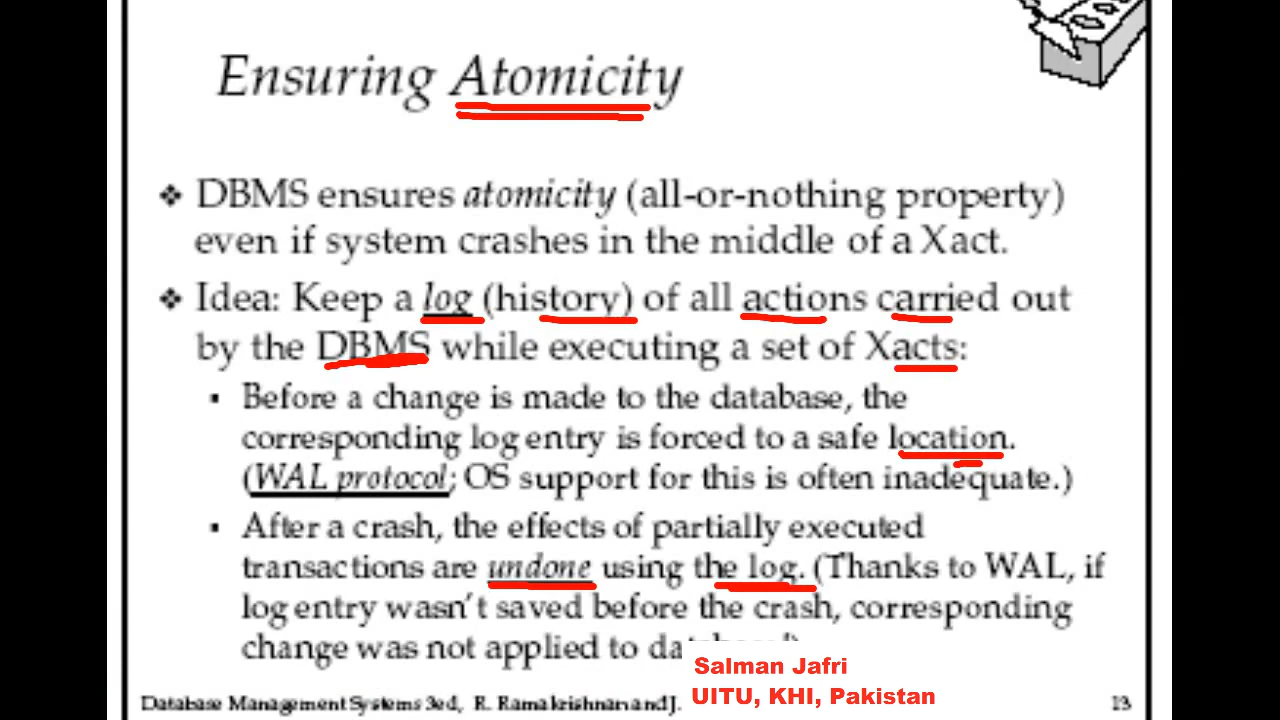 Ensuring Atomicity
❖ DBMS ensures atomicity (all-or-nothing property)
even if system crashes in the middle of a Xact.
❖ Idea: Keep a log (history) of all actions carried out
by the DBMS while executing a set of Xacts:
▪ Before a change is made to the database, the
corresponding log entry is forced to a safe location.
(WAL protocol; OS support for this is often inadequate.)
▪ After a crash, the effects of partially executed
transactions are undone using the log. (Thanks to WAL, if
log entry wasn't saved before the crash, corresponding
change was not applied to
Salman Jafri
Database Management Systems 3ed, R. Ramakrishnan and J. UITU, KHI, Pakistan 13